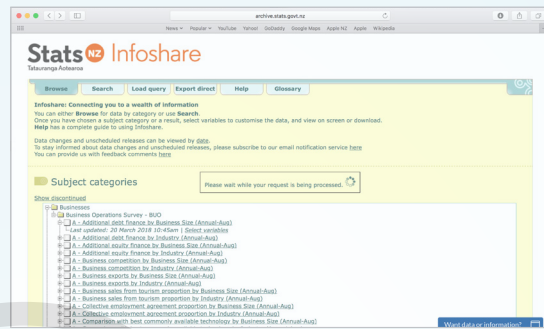 archive.stats.govt.nz
News Popular YouTube Yahoo! GoDaddy Google Maps Apple NZ Apple Wikipedia
Stats NZ Infoshare
Tatauranga Aotearoa
Browse Search Load query Export direct Help Glossary
Infoshare: Connecting you to a wealth of information
You can either Browse for data by category or use Search.
Once you have chosen a subject category or a result, select variables to customise the data, and view on screen or download.
Help has a complete guide to using Infoshare.
Data changes and unscheduled releases can be viewed by date.
To stay informed about data changes and unscheduled releases, please subscribe to our email notification service here
You can provide us with feedback comments here
Subject categories
Please wait while your request is being processed.
Show discontinued
Businesses
Business Operations Survey - BUO
A - Additional debt finance by Business Size (Annual-Aug)
Last updated: 20 March 2018 10:45am | Select variables
A - Additional debt finance by Industry (Annual-Aug)
A - Additional equity finance by Business Size (Annual-Aug)
A - Additional equity finance by Industry (Annual-Aug)
A - Business competition by Business Size (Annual-Aug)
A - Business competition by Industry (Annual-Aug)
A - Business exports by Business Size (Annual-Aug)
A - Business exports by Industry (Annual-Aug)
A - Business sales from tourism proportion by Business Size (Annual-Aug)
A - Business sales from tourism proportion by Industry (Annual-Aug)
A - Collective employment agreement proportion by Business Size (Annual-Aug)
A - Collective employment agreement proportion by Industry (Annual-Aug)
A - Comparison with best commonly available technology by Business Size (Annual-Aug)
Want data or information?